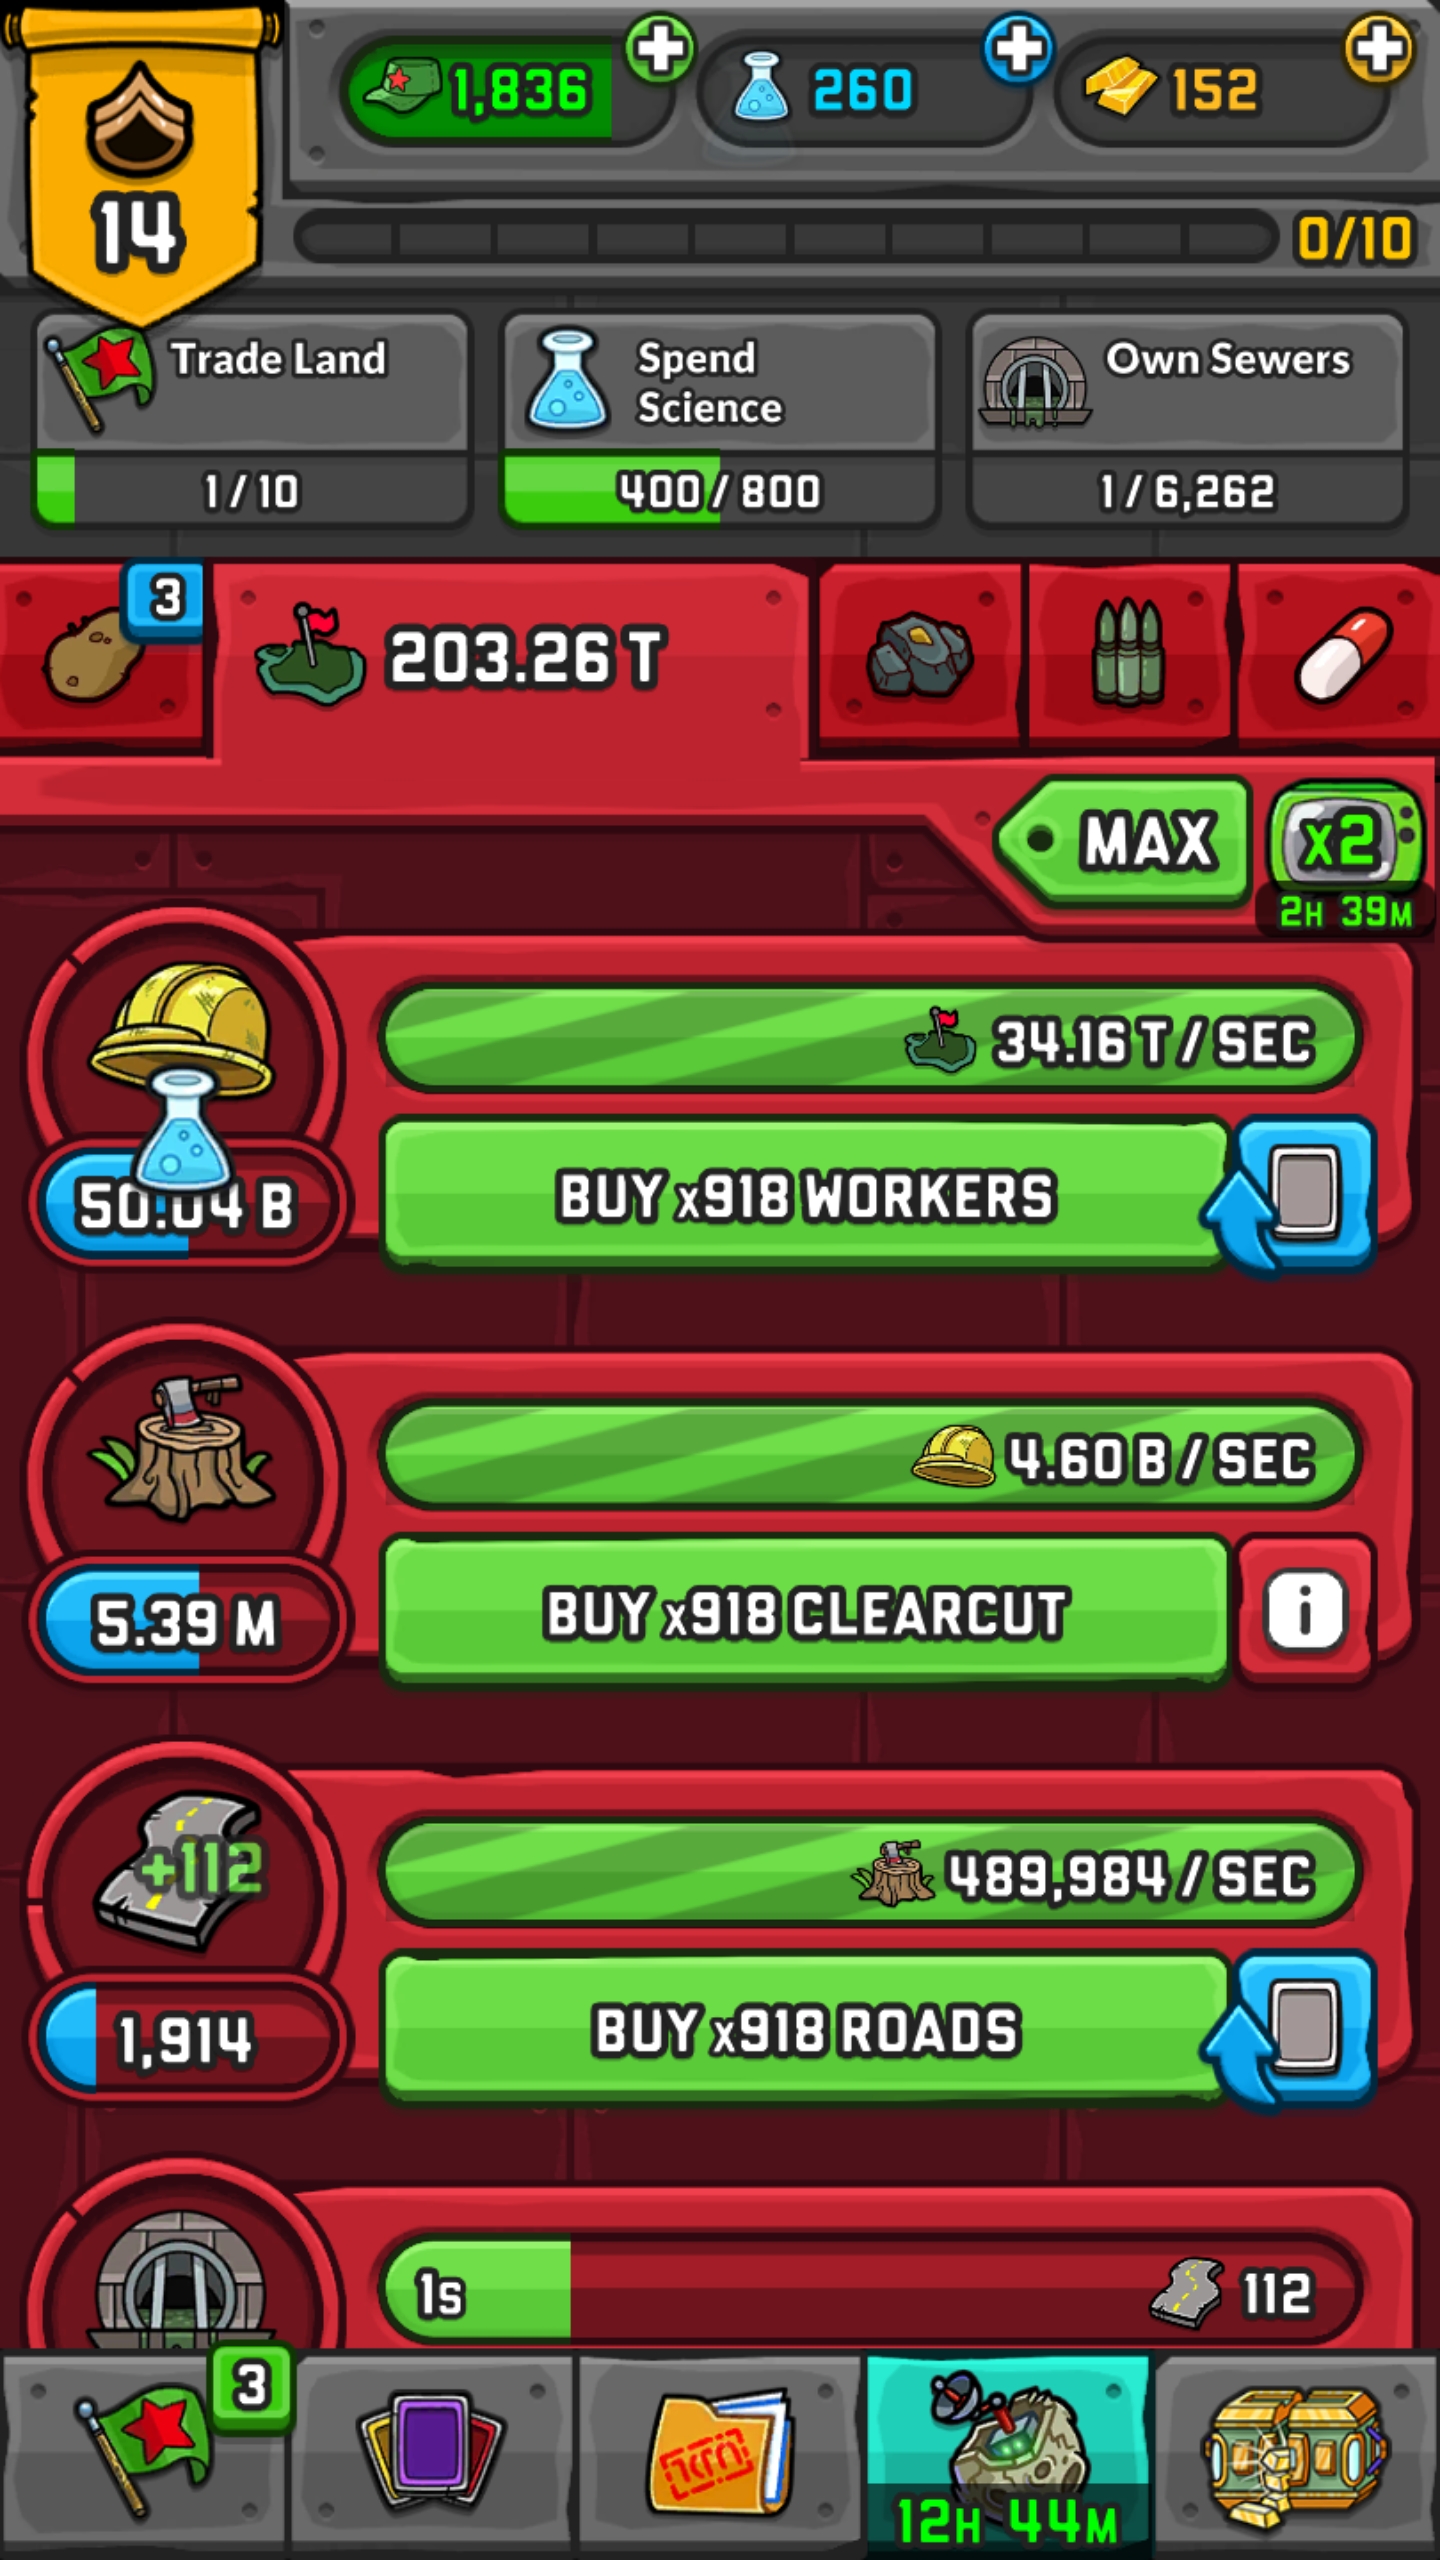 1,836
260
152
14
0/10
Trade Land
1/10
Spend
Science
400/800
Own Sewers
1/6,262
3
203.26 T
MAX
x2
2H 39M
34.16 T / SEC
50.04 B
BUY x918 WORKERS
4.60 B / SEC
5.39 M
BUY x918 CLEARCUT
i
+112
489,984 / SEC
1,914
BUY x918 ROADS
1s
112
3
12H 44M